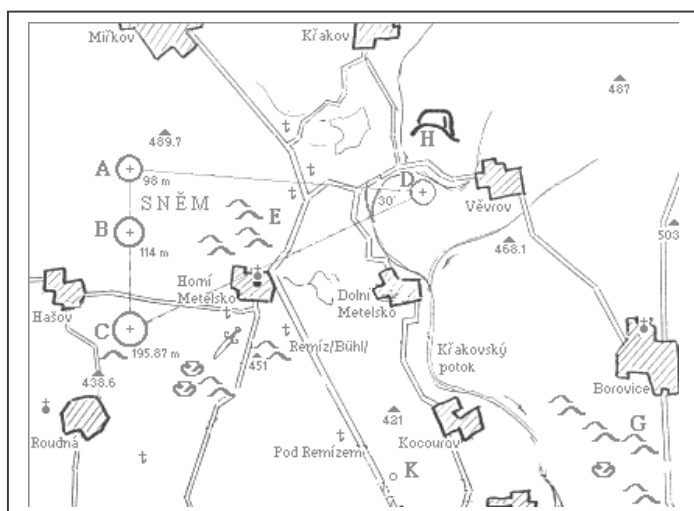 Miřkov
Křakov
487
489.7
H
A
98 m
D
SNĚM
30'
E
Věvrov
B
114 m
503
468.1
Horní
Metelsko
Dolní
Metelsko
Hašov
C
195.87 m
Remíz/Bühl/
451
Křakovský
potok
438.6
Borovice
421
G
Roudná
Kocourov
Pod Remízem
K